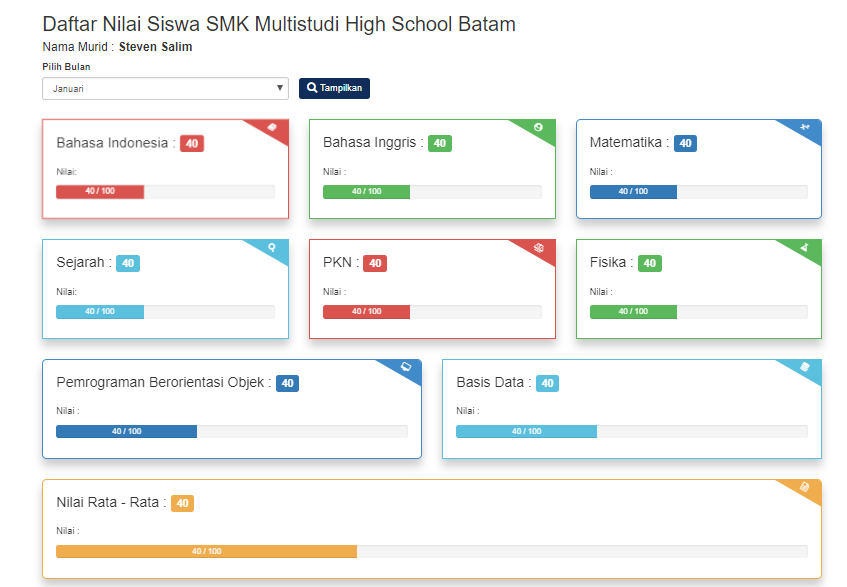 Daftar Nilai Siswa SMK Multistudi High School Batam
Nama Murid : Steven Salim
Pilih Bulan
Januari
Tampilkan
Bahasa Indonesia : 40
Nilai:
40 / 100
Bahasa Inggris : 40
Nilai :
40 / 100
Matematika : 40
Nilai :
40 / 100
Sejarah : 40
Nilai:
40 / 100
PKN : 40
Nilai :
40 / 100
Fisika : 40
Nilai :
40 / 100
Pemrograman Berorientasi Objek : 40
Nilai :
40 / 100
Basis Data : 40
Nilai :
40 / 100
Nilai Rata - Rata : 40
Nilai :
40 / 100